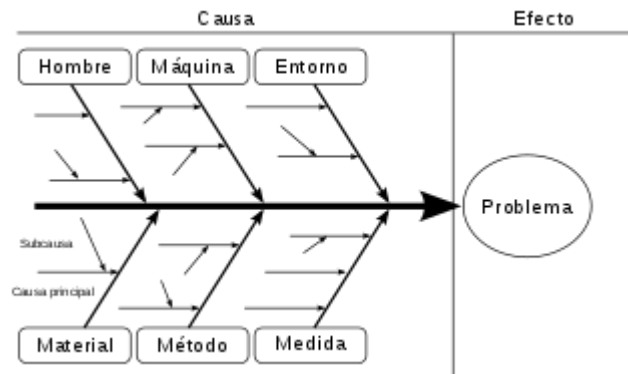 Causa
Efecto
Hombre
Máquina
Entorno
Problema
Subcausa
Causa principal
Material
Método
Medida